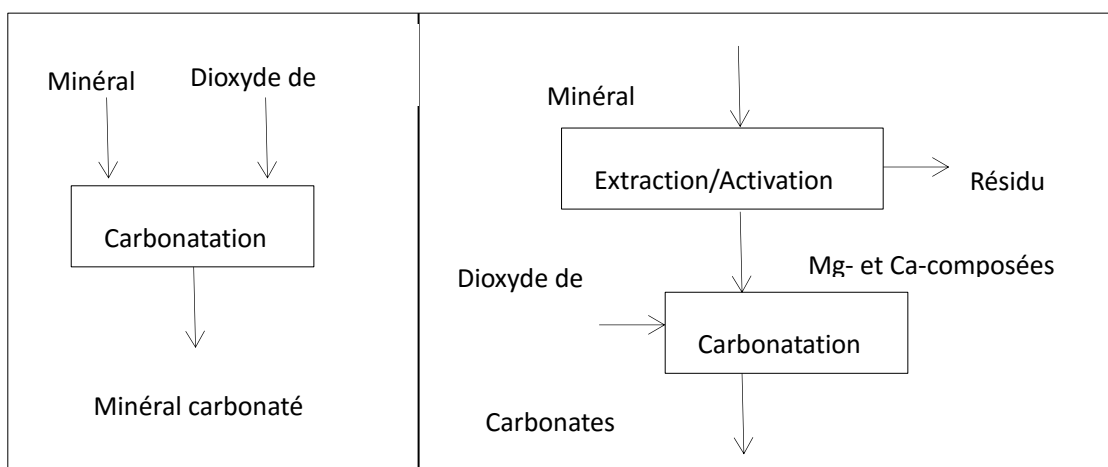 Minéral
Dioxyde de
Carbonatation
Minéral carbonaté
Minéral
Extraction/Activation
Résidu
Mg- et Ca-composées
Dioxyde de
Carbonatation
Carbonates